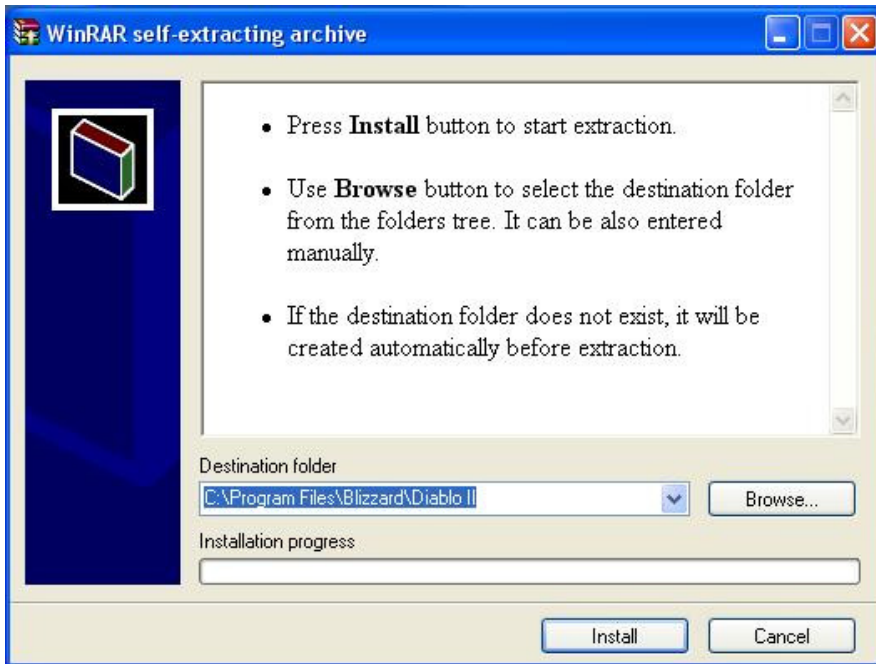 WinRAR self-extracting archive
Press Install button to start extraction.
Use Browse button to select the destination folder
from the folders tree. It can be also entered
manually.
If the destination folder does not exist, it will be
created automatically before extraction.
Destination folder
C:\Program Files\Blizzard\Diablo II
Browse...
Installation progress
Install
Cancel